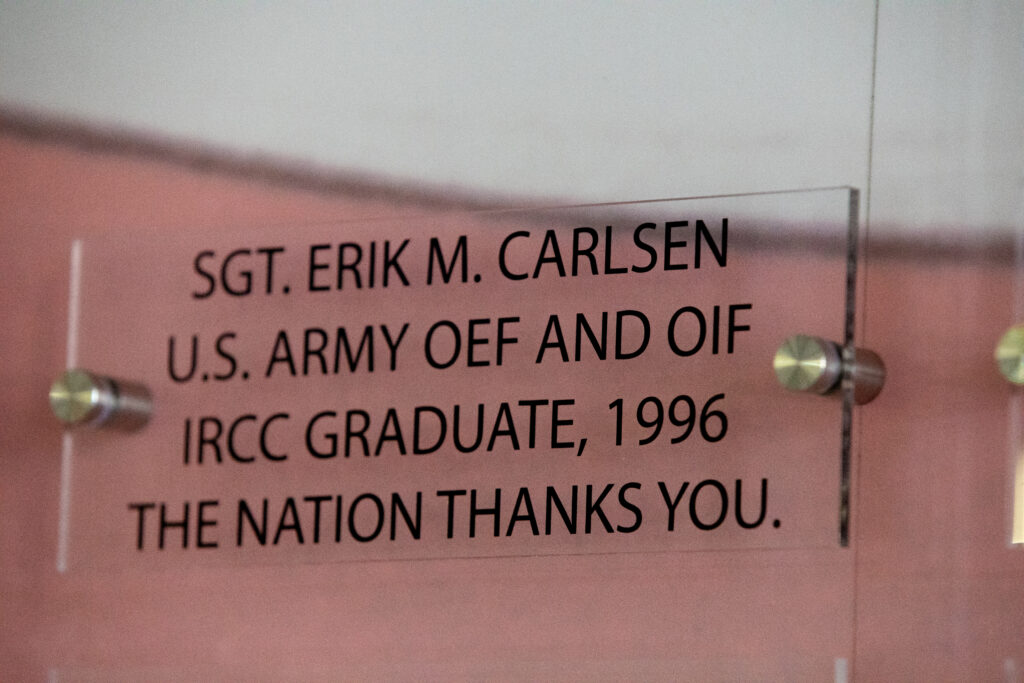 SGT. ERIK M. CARLSEN
U.S. ARMY OEF AND OIF
IRCC GRADUATE, 1996
THE NATION THANKS YOU.